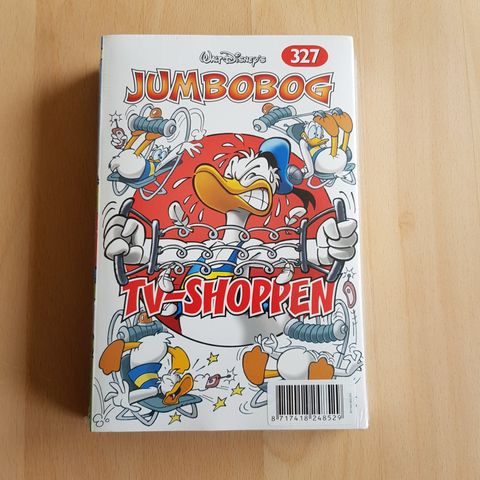 Walt Disney's
327
JUMBOBOG
TV-SHOPPEN
8 717418 248529